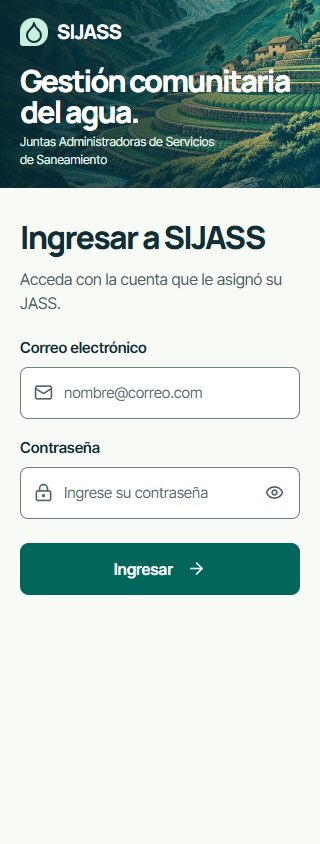 SIJASS
Gestión comunitaria
del agua.
Juntas Administradoras de Servicios
de Saneamiento
Ingresar a SIJASS
Acceda con la cuenta que le asignó su
JASS.
Correo electrónico
nombre@correo.com
Contraseña
Ingrese su contraseña
Ingresar